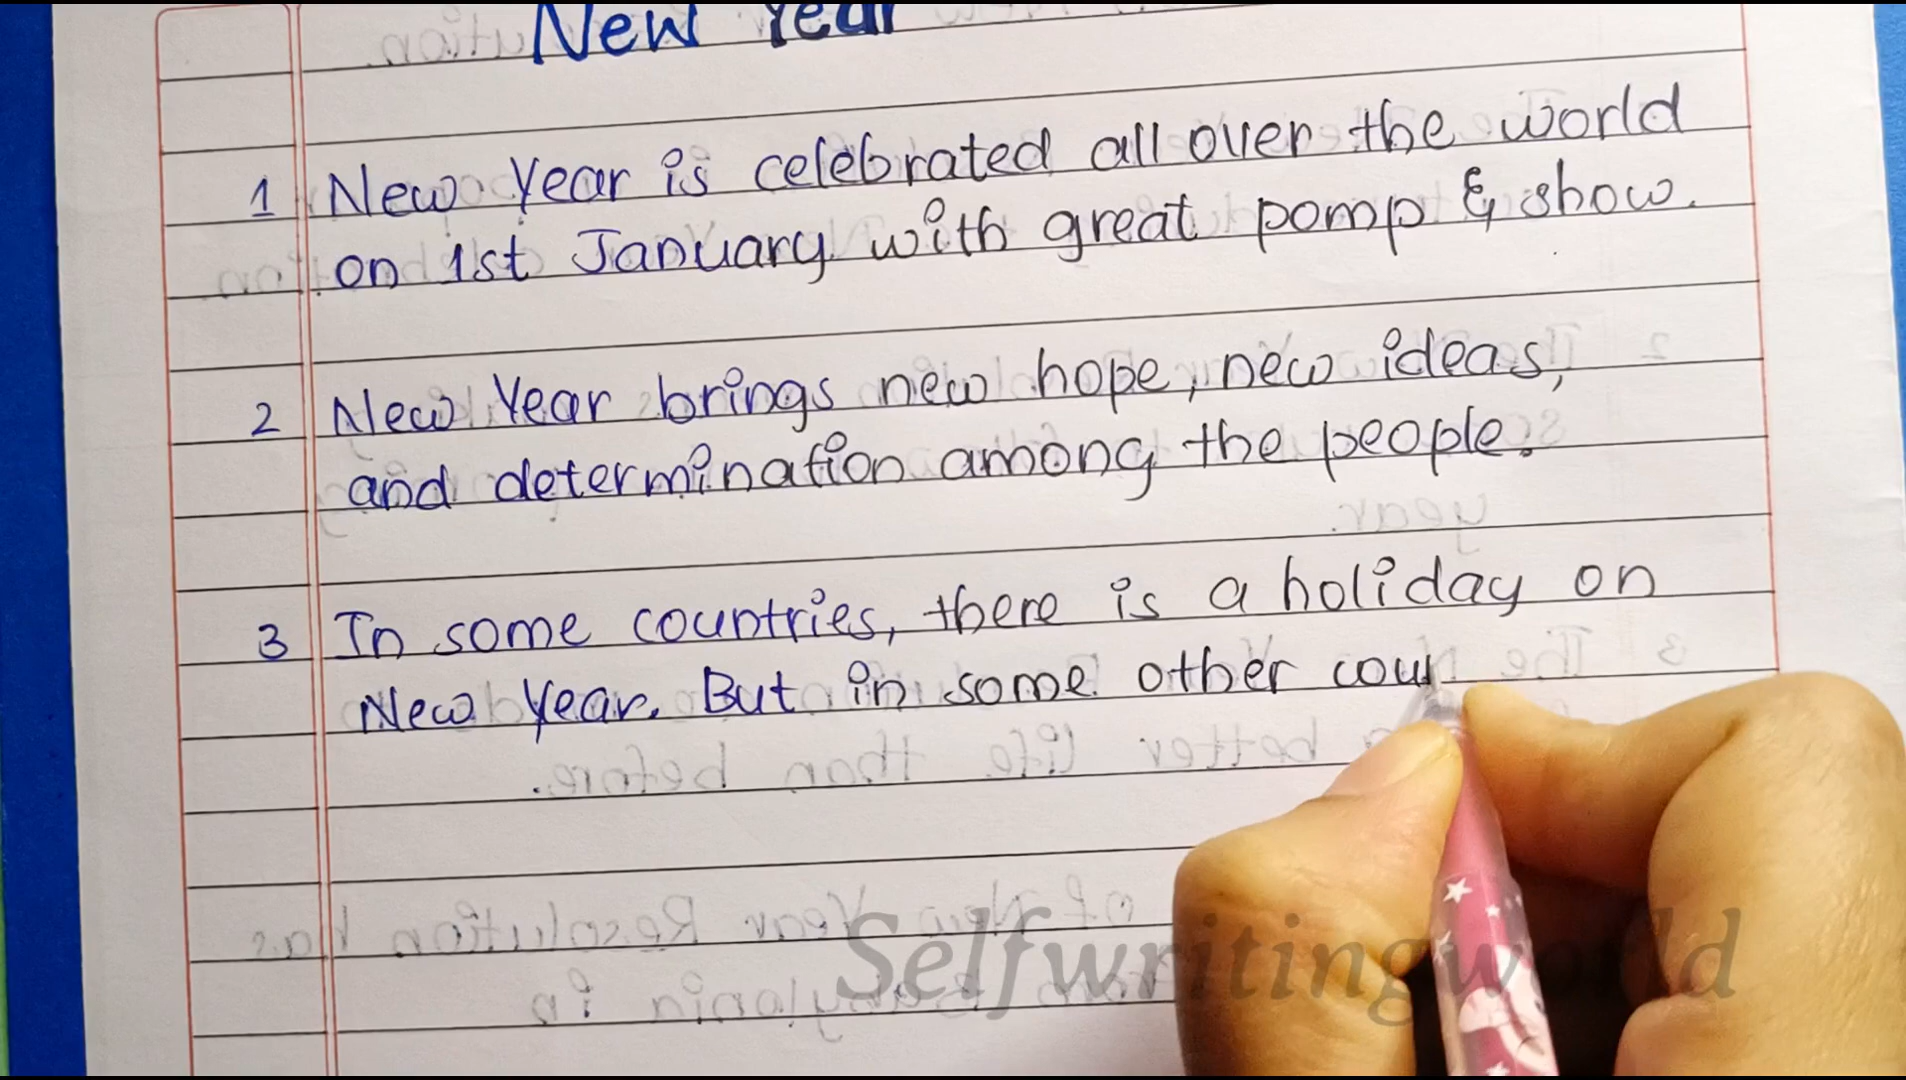 New Year
1 New Year is celebrated all over the world
on 1st January with great pomp & show.
2 New Year brings new hope, new ideas,
and determination among the people.
3 In some countries, there is a holiday on
New Year. But in some other cou
Selfwritingworld